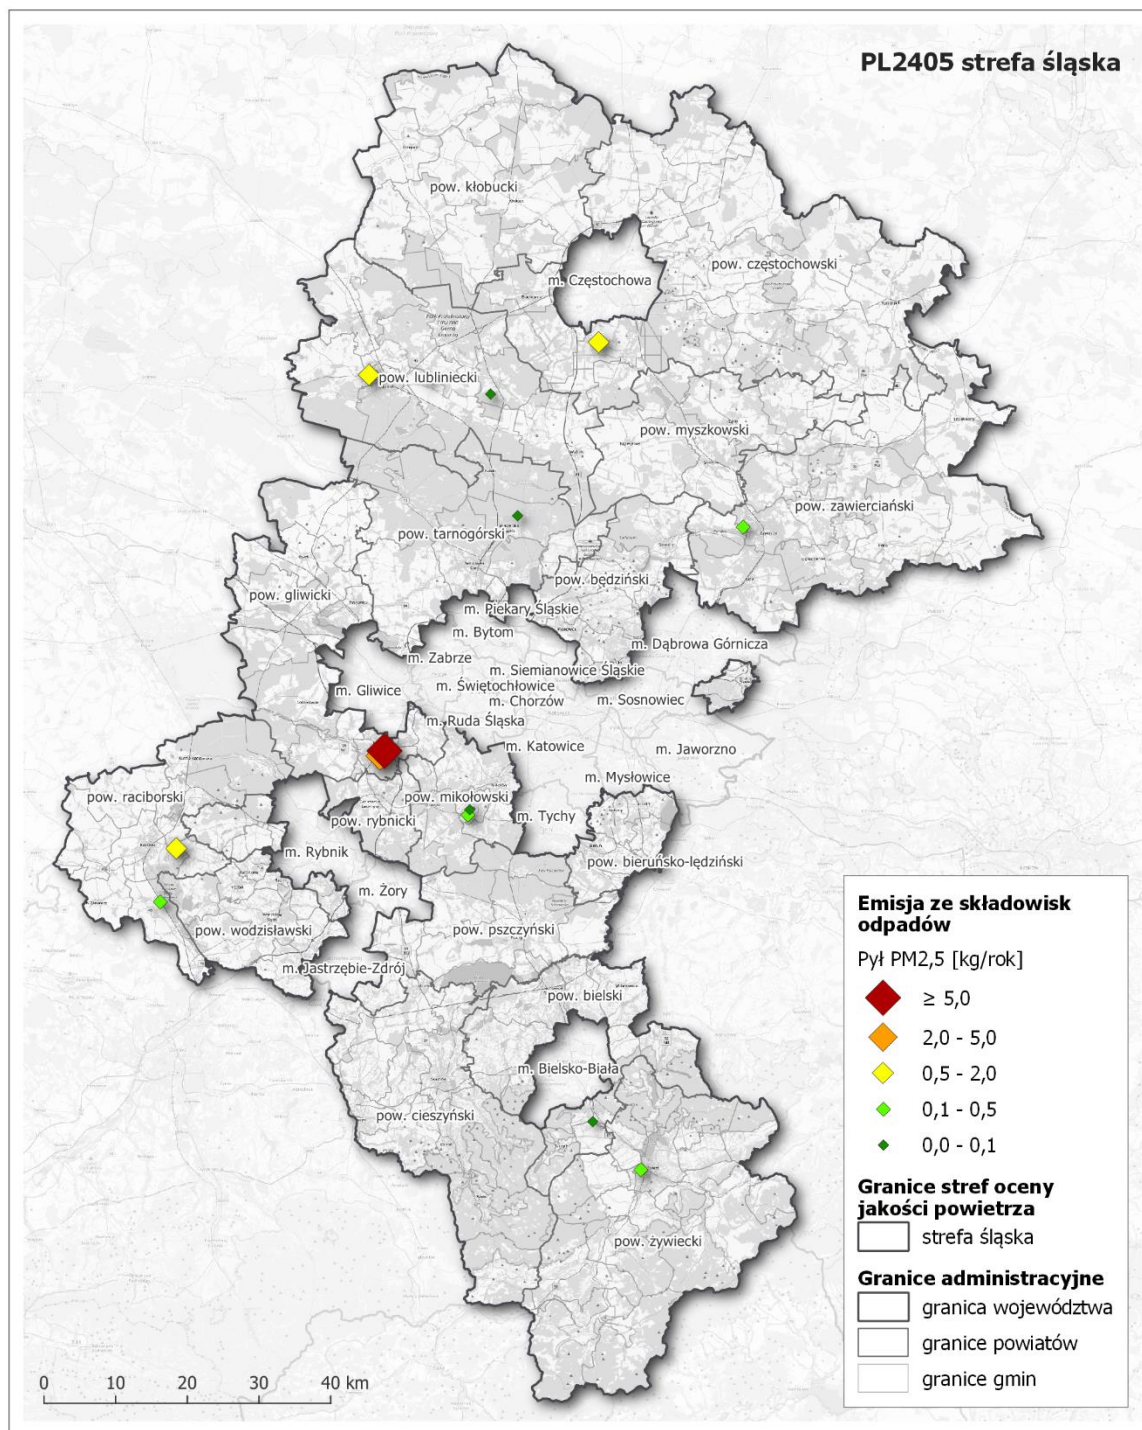 PL2405 strefa śląska
pow. kłobucki
pow. częstochowski
m. Częstochowa
pow. lubliniecki
pow. myszkowski
pow. zawierciański
pow. tarnogórski
pow. będziński
pow. gliwicki
m. Piekary Śląskie
m. Bytom
m. Dąbrowa Górnicza
m. Zabrze
m. Siemianowice Śląskie
m. Gliwice
m. Świętochłowice
m. Chorzów
m. Sosnowiec
m. Ruda Śląska
m. Katowice
m. Jaworzno
m. Mysłowice
pow. raciborski
pow. mikołowski
m. Tychy
pow. rybnicki
m. Rybnik
pow. bieruńsko-lędziński
m. Żory
pow. wodzisławski
pow. pszczyński
m. Jastrzębie-Zdrój
pow. bielski
m. Bielsko-Biała
pow. cieszyński
pow. żywiecki
Emisja ze składowisk
odpadów
Pył PM2,5 [kg/rok]
≥ 5,0
2,0 - 5,0
0,5 - 2,0
0,1 - 0,5
0,0 - 0,1
Granice stref oceny
jakości powietrza
strefa śląska
Granice administracyjne
granica województwa
granice powiatów
granice gmin
0 10 20 30 40 km